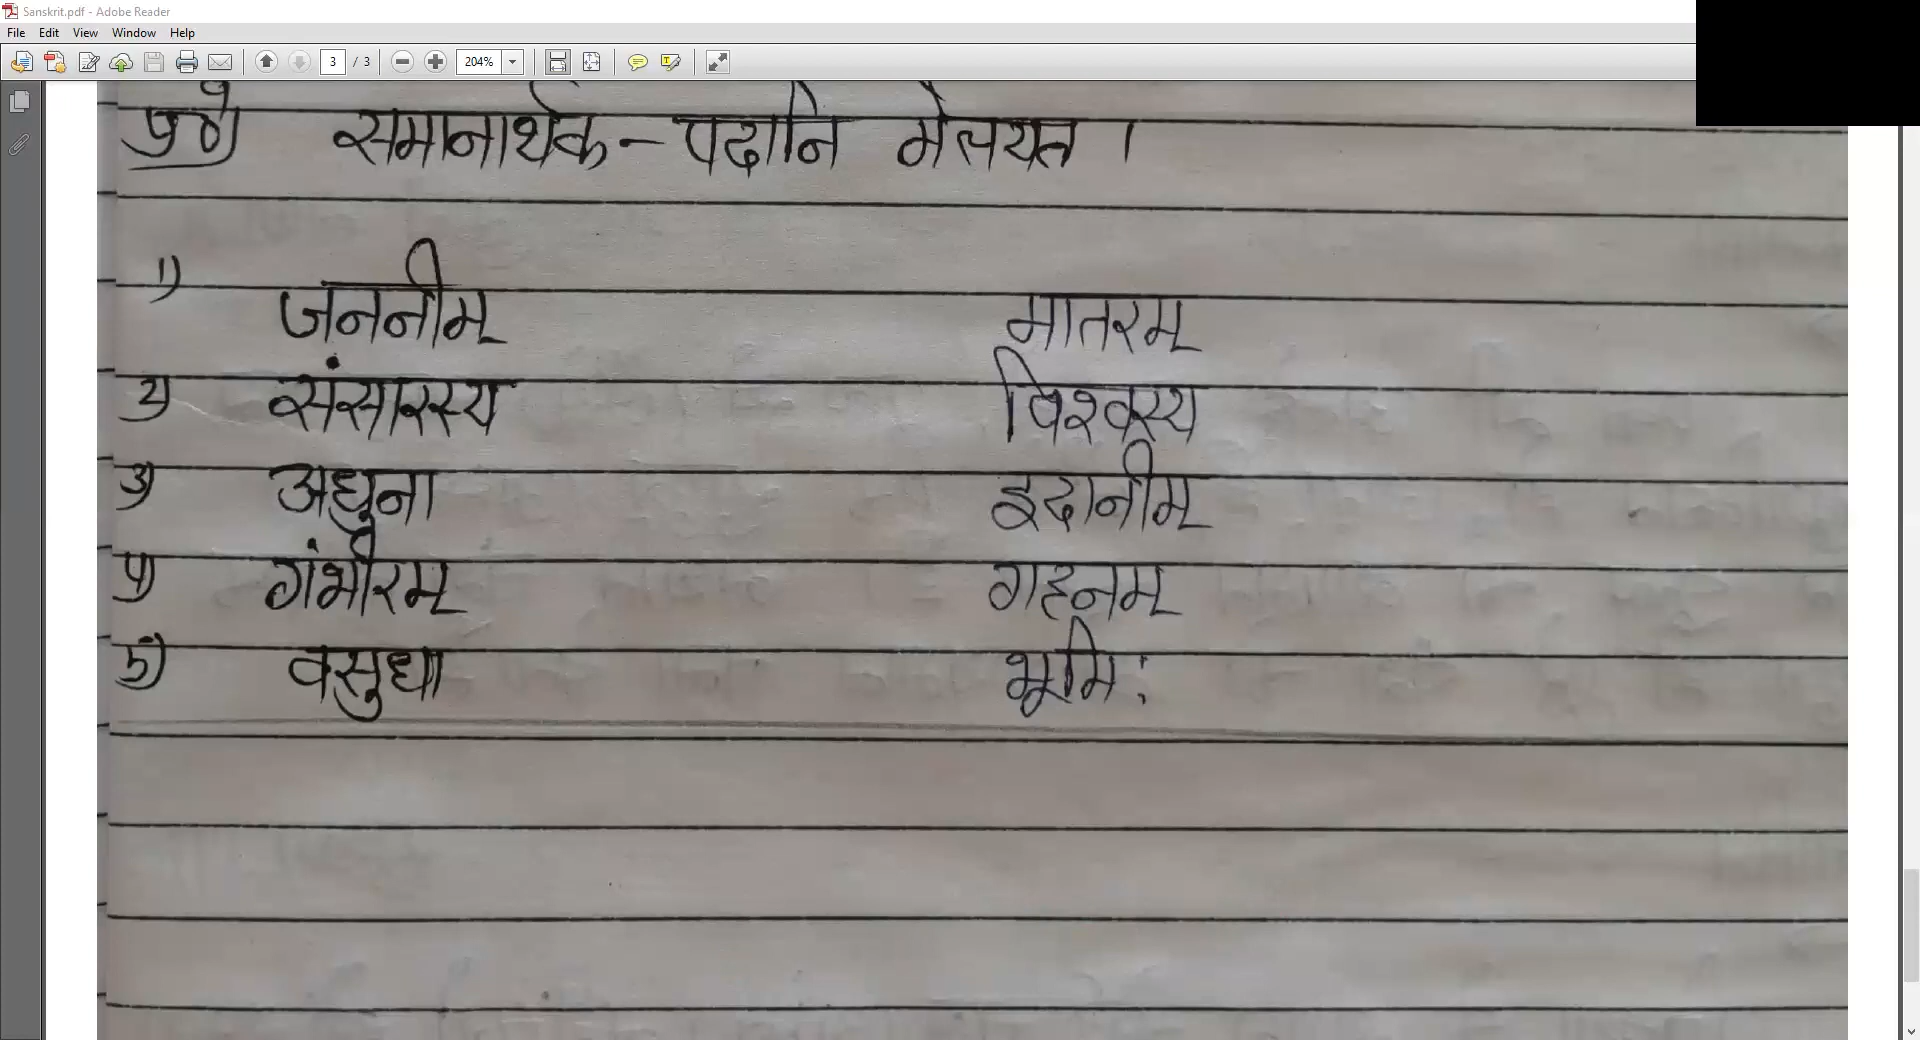 Sanskrit.pdf - Adobe Reader
File Edit View Window Help
3 / 3 204%
समानार्थक-पदानि मेलयत ।
1) जननीम् मातरम्
2) संसारस्य विश्वस्य
3) अधुना इदानीम्
4) गंभीरम् गहनम्
5) वसुधा भूमि: